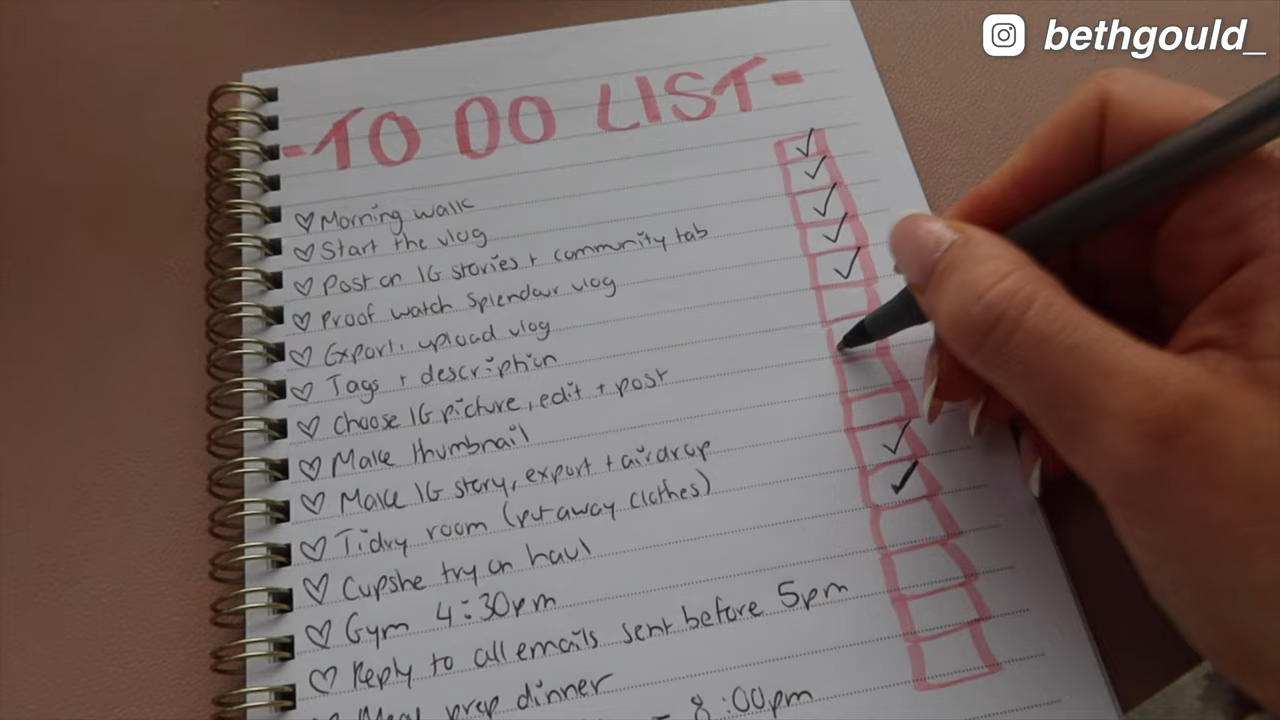 bethgould_
-TO DO LIST-
♡ Morning walk
♡ Start the vlog
♡ Post on IG stories + community tab
♡ Proof watch Splendour vlog
♡ Export, upload vlog
♡ Tags + description
♡ Choose IG picture, edit + post
♡ Make thumbnail
♡ Make IG story, export + airdrop
♡ Tidy room (put away clothes)
♡ Cupshe try on haul
♡ Gym 4:30pm
♡ Reply to all emails sent before 5pm
♡ Meal prep dinner
- 8:00pm